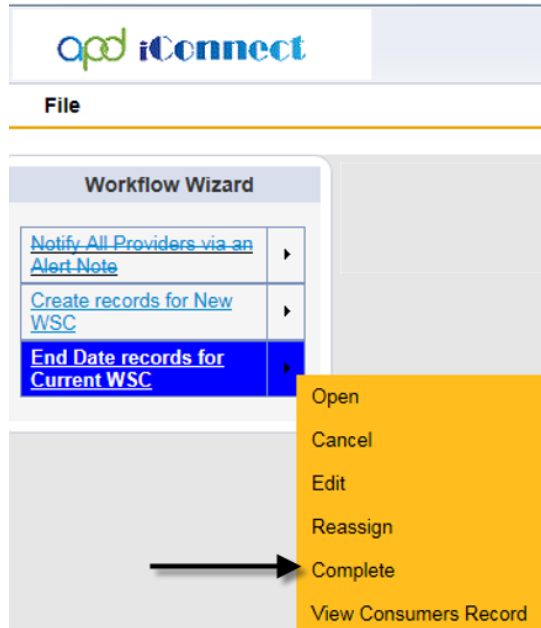 apd iConnect
File
Workflow Wizard
Notify All Providers via an
Alert Note
Create records for New
WSC
End Date records for
Current WSC
Open
Cancel
Edit
Reassign
Complete
View Consumers Record